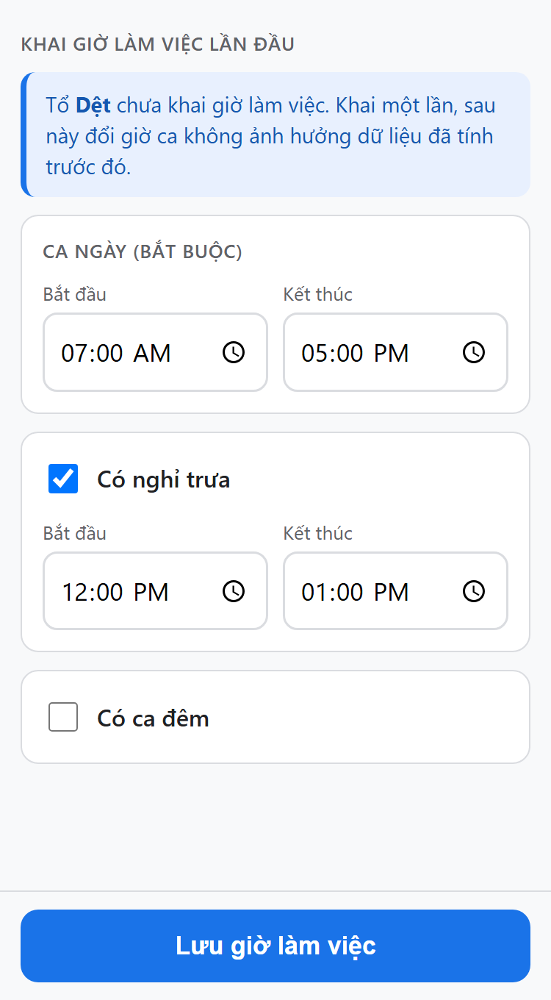 KHAI GIỜ LÀM VIỆC LẦN ĐẦU
Tổ Dệt chưa khai giờ làm việc. Khai một lần, sau
này đổi giờ ca không ảnh hưởng dữ liệu đã tính
trước đó.
CA NGÀY (BẮT BUỘC)
Bắt đầu Kết thúc
07:00 AM 05:00 PM
Có nghỉ trưa
Bắt đầu Kết thúc
12:00 PM 01:00 PM
Có ca đêm
Lưu giờ làm việc